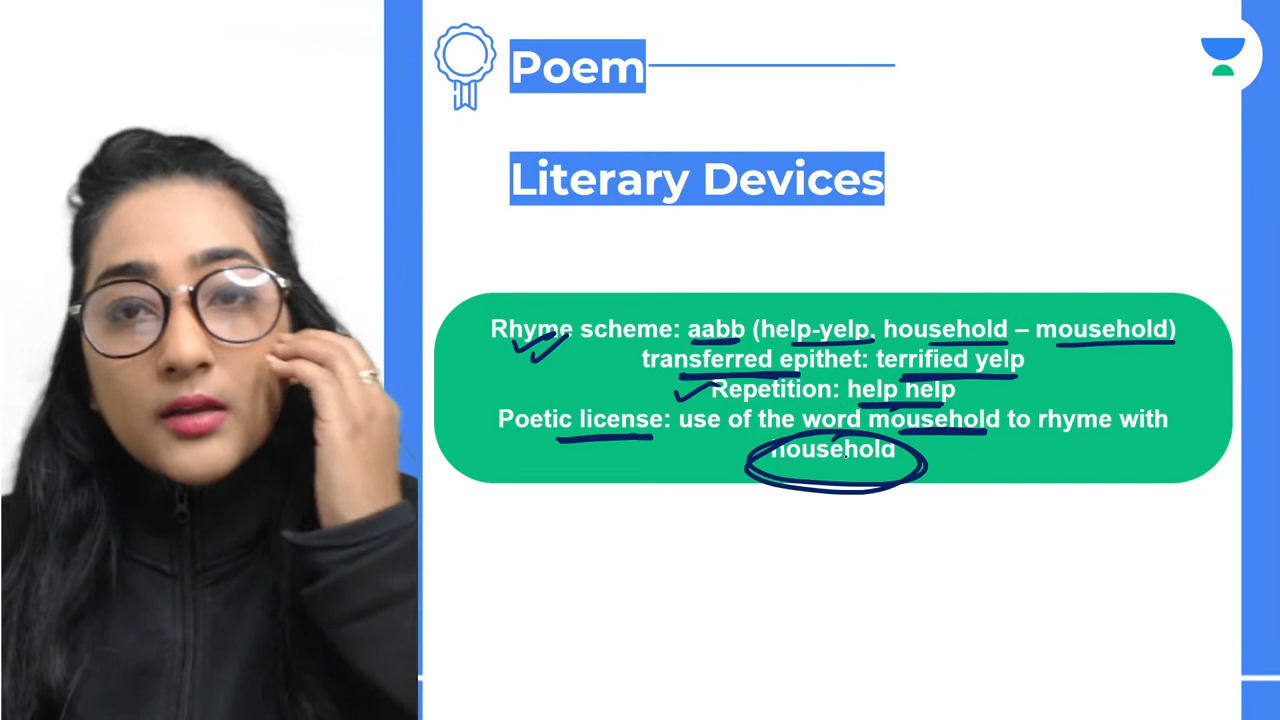 Poem
Literary Devices
Rhyme scheme: aabb (help-yelp, household – mousehold)
transferred epithet: terrified yelp
Repetition: help help
Poetic license: use of the word mousehold to rhyme with
household